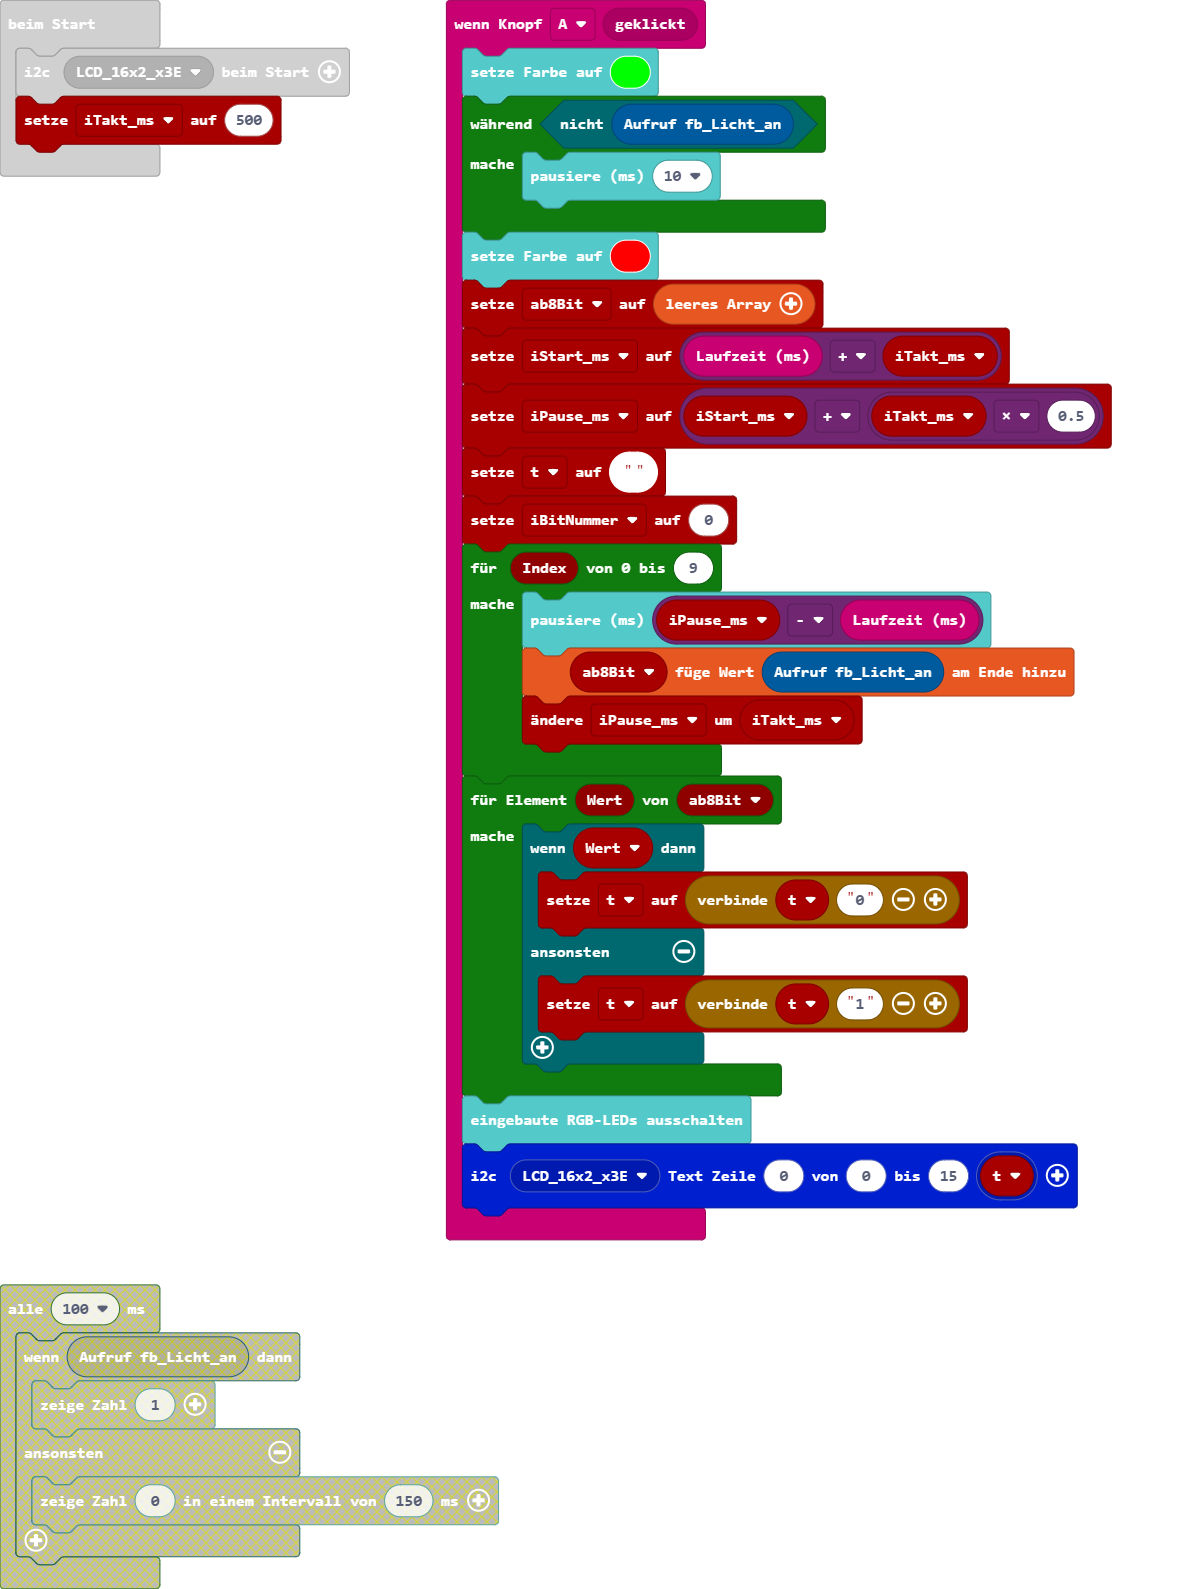 beim Start
i2c LCD_16x2_x3E beim Start
setze iTakt_ms auf 500
wenn Knopf A geklickt
setze Farbe auf
während nicht Aufruf fb_Licht_an
mache pausiere (ms) 10
setze Farbe auf
setze ab8Bit auf leeres Array
setze iStart_ms auf Laufzeit (ms) + iTakt_ms
setze iPause_ms auf iStart_ms + iTakt_ms × 0.5
setze t auf " "
setze iBitNummer auf 0
für Index von 0 bis 9
mache pausiere (ms) iPause_ms - Laufzeit (ms)
ab8Bit füge Wert Aufruf fb_Licht_an am Ende hinzu
ändere iPause_ms um iTakt_ms
für Element Wert von ab8Bit
mache wenn Wert dann
setze t auf verbinde t "0"
ansonsten
setze t auf verbinde t "1"
eingebaute RGB-LEDs ausschalten
i2c LCD_16x2_x3E Text Zeile 0 von 0 bis 15 t
alle 100 ms
wenn Aufruf fb_Licht_an dann
zeige Zahl 1
ansonsten
zeige Zahl 0 in einem Intervall von 150 ms